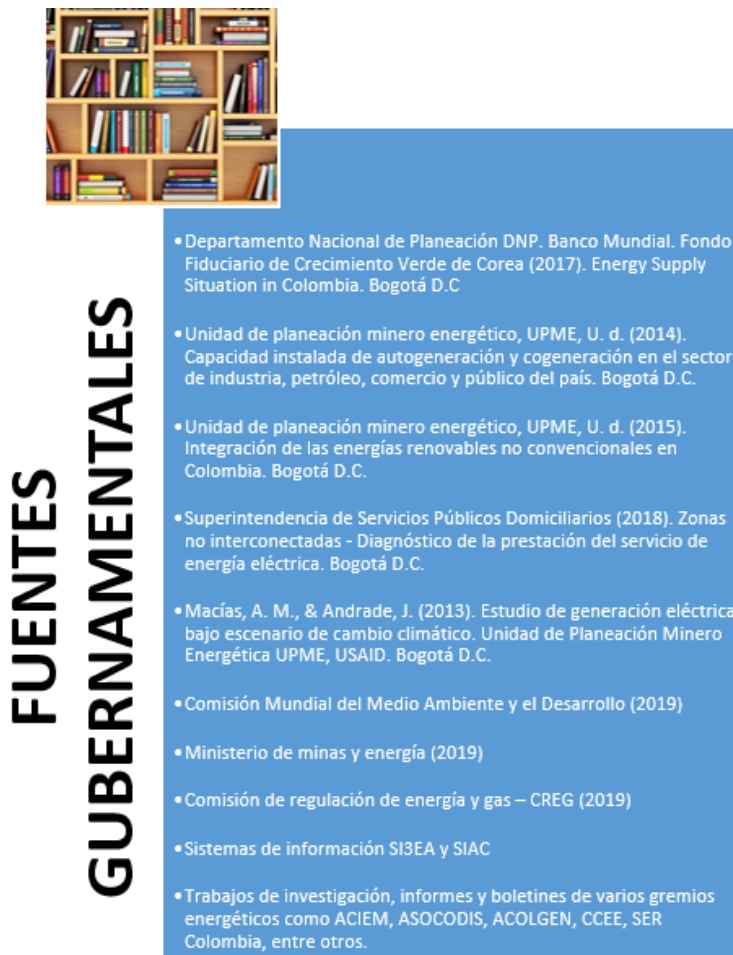 FUENTES
GUBERNAMENTALES
•Departamento Nacional de Planeación DNP. Banco Mundial. Fondo
Fiduciario de Crecimiento Verde de Corea (2017). Energy Supply
Situation in Colombia. Bogotá D.C
•Unidad de planeación minero energético, UPME, U. d. (2014).
Capacidad instalada de autogeneración y cogeneración en el sector
de industria, petróleo, comercio y público del país. Bogotá D.C.
•Unidad de planeación minero energético, UPME, U. d. (2015).
Integración de las energías renovables no convencionales en
Colombia. Bogotá D.C.
•Superintendencia de Servicios Públicos Domiciliarios (2018). Zonas
no interconectadas - Diagnóstico de la prestación del servicio de
energía eléctrica. Bogotá D.C.
•Macías, A. M., & Andrade, J. (2013). Estudio de generación eléctrica
bajo escenario de cambio climático. Unidad de Planeación Minero
Energética UPME, USAID. Bogotá D.C.
•Comisión Mundial del Medio Ambiente y el Desarrollo (2019)
•Ministerio de minas y energía (2019)
•Comisión de regulación de energía y gas – CREG (2019)
•Sistemas de información SI3EA y SIAC
•Trabajos de investigación, informes y boletines de varios gremios
energéticos como ACIEM, ASOCODIS, ACOLGEN, CCEE, SER
Colombia, entre otros.